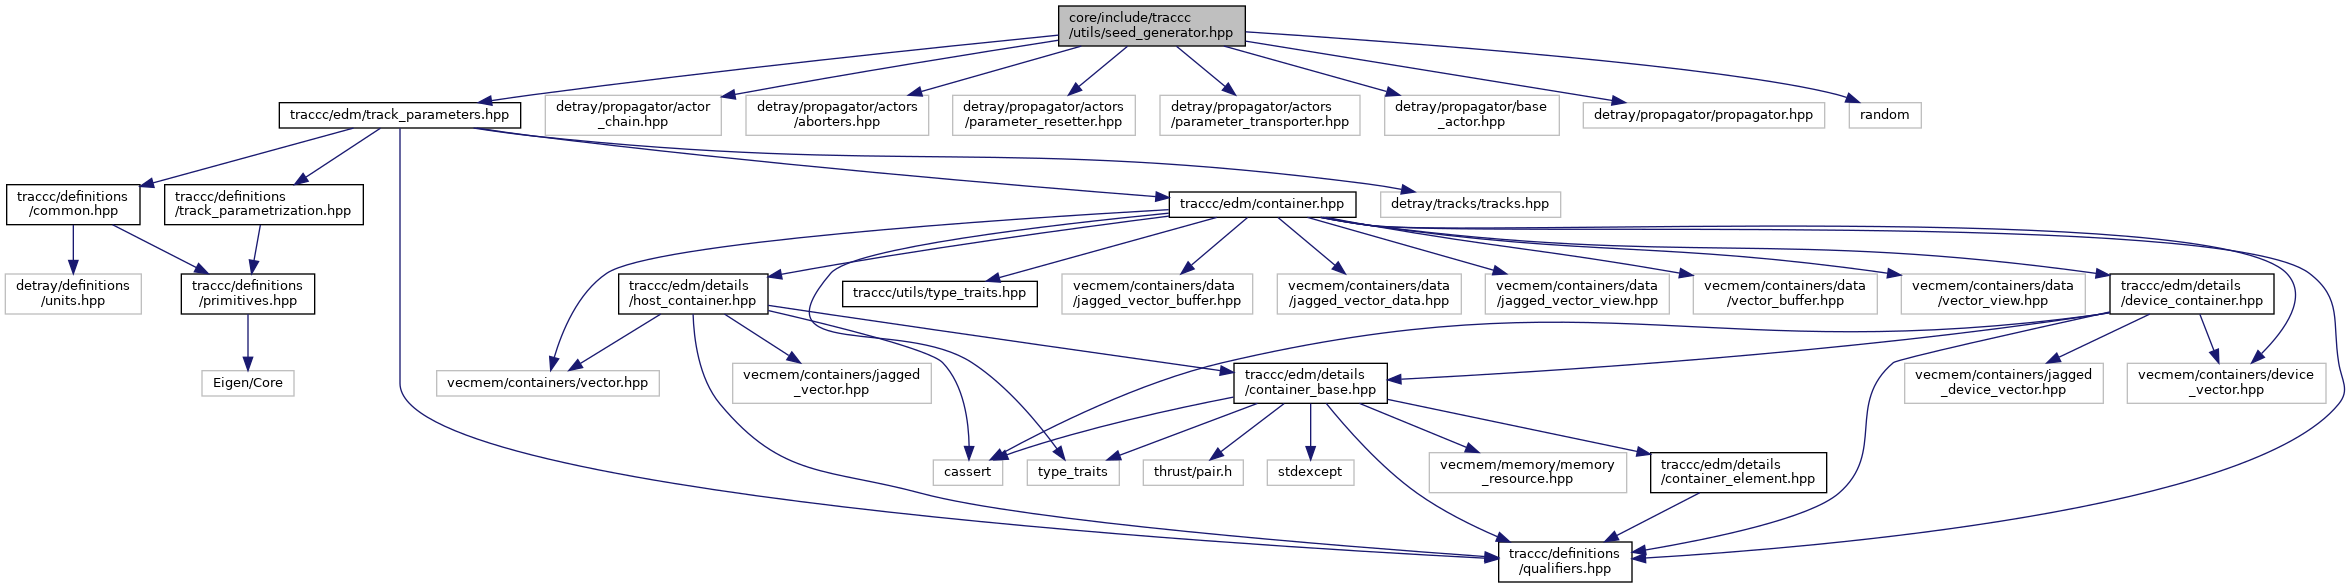 core/include/traccc
/utils/seed_generator.hpp
traccc/edm/track_parameters.hpp
detray/propagator/actor
_chain.hpp
detray/propagator/actors
/aborters.hpp
detray/propagator/actors
/parameter_resetter.hpp
detray/propagator/actors
/parameter_transporter.hpp
detray/propagator/base
_actor.hpp
detray/propagator/propagator.hpp
random
traccc/definitions
/common.hpp
traccc/definitions
/track_parametrization.hpp
traccc/edm/container.hpp
detray/tracks/tracks.hpp
detray/definitions
/units.hpp
traccc/definitions
/primitives.hpp
traccc/edm/details
/host_container.hpp
traccc/utils/type_traits.hpp
vecmem/containers/data
/jagged_vector_buffer.hpp
vecmem/containers/data
/jagged_vector_data.hpp
vecmem/containers/data
/jagged_vector_view.hpp
vecmem/containers/data
/vector_buffer.hpp
vecmem/containers/data
/vector_view.hpp
traccc/edm/details
/device_container.hpp
Eigen/Core
vecmem/containers/vector.hpp
vecmem/containers/jagged
_vector.hpp
traccc/edm/details
/container_base.hpp
vecmem/containers/jagged
_device_vector.hpp
vecmem/containers/device
_vector.hpp
cassert
type_traits
thrust/pair.h
stdexcept
vecmem/memory/memory
_resource.hpp
traccc/edm/details
/container_element.hpp
traccc/definitions
/qualifiers.hpp